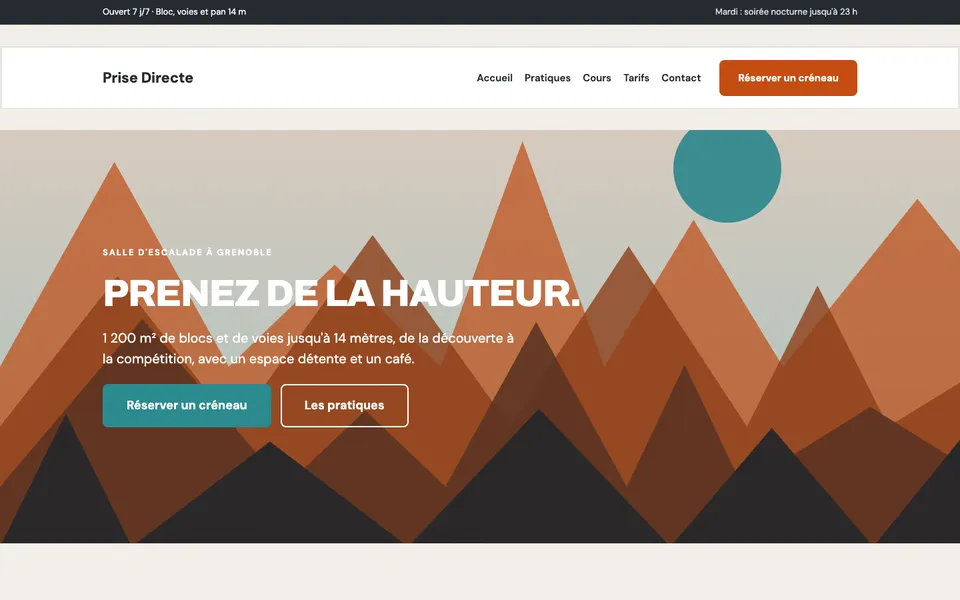 Ouvert 7 j/7 · Bloc, voies et pan 14 m
Mardi : soirée nocturne jusqu'à 23 h
Prise Directe
Accueil
Pratiques
Cours
Tarifs
Contact
Réserver un créneau
SALLE D'ESCALADE À GRENOBLE
PRENEZ DE LA HAUTEUR.
1 200 m² de blocs et de voies jusqu'à 14 mètres, de la découverte à
la compétition, avec un espace détente et un café.
Réserver un créneau
Les pratiques